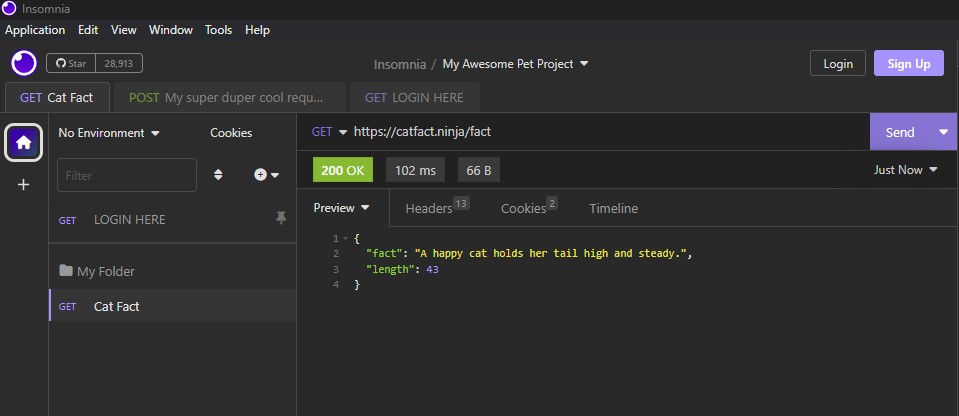 Insomnia
Application Edit View Window Tools Help
Star 28,913
Insomnia / My Awesome Pet Project
Login Sign Up
GET Cat Fact POST My super duper cool requ... GET LOGIN HERE
No Environment Cookies
GET https://catfact.ninja/fact Send
Filter
200 OK 102 ms 66 B Just Now
GET LOGIN HERE
Preview Headers 13 Cookies 2 Timeline
My Folder
GET Cat Fact
1 {
2 "fact": "A happy cat holds her tail high and steady.",
3 "length": 43
4 }